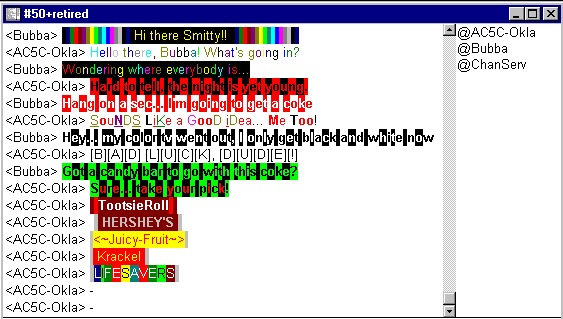 #50+retired
<Bubba> Hi there Smitty!!
<AC5C-Okla> Hello there, Bubba! What's going in?
<Bubba> Wondering where everybody is...
<AC5C-Okla> Hard to tell, the night is yet young.
<Bubba> Hang on a sec... I'm going to get a coke
<AC5C-Okla> SouNDS LiKe a GooD iDea... Me Too!
<Bubba> Hey... my color tv went out, i only get black and white now
<AC5C-Okla> [B][A][D] [L][U][C][K], [D][U][D][E][!]
<Bubba> Got a candy bar to go with this coke?
<AC5C-Okla> Sure... take your pick!
<AC5C-Okla> TootsieRoll
<AC5C-Okla> HERSHEY'S
<AC5C-Okla> <~Juicy-Fruit~>
<AC5C-Okla> Krackel
<AC5C-Okla> LIFESAVERS
<AC5C-Okla> -
<AC5C-Okla> -
@AC5C-Okla
@Bubba
@ChanServ